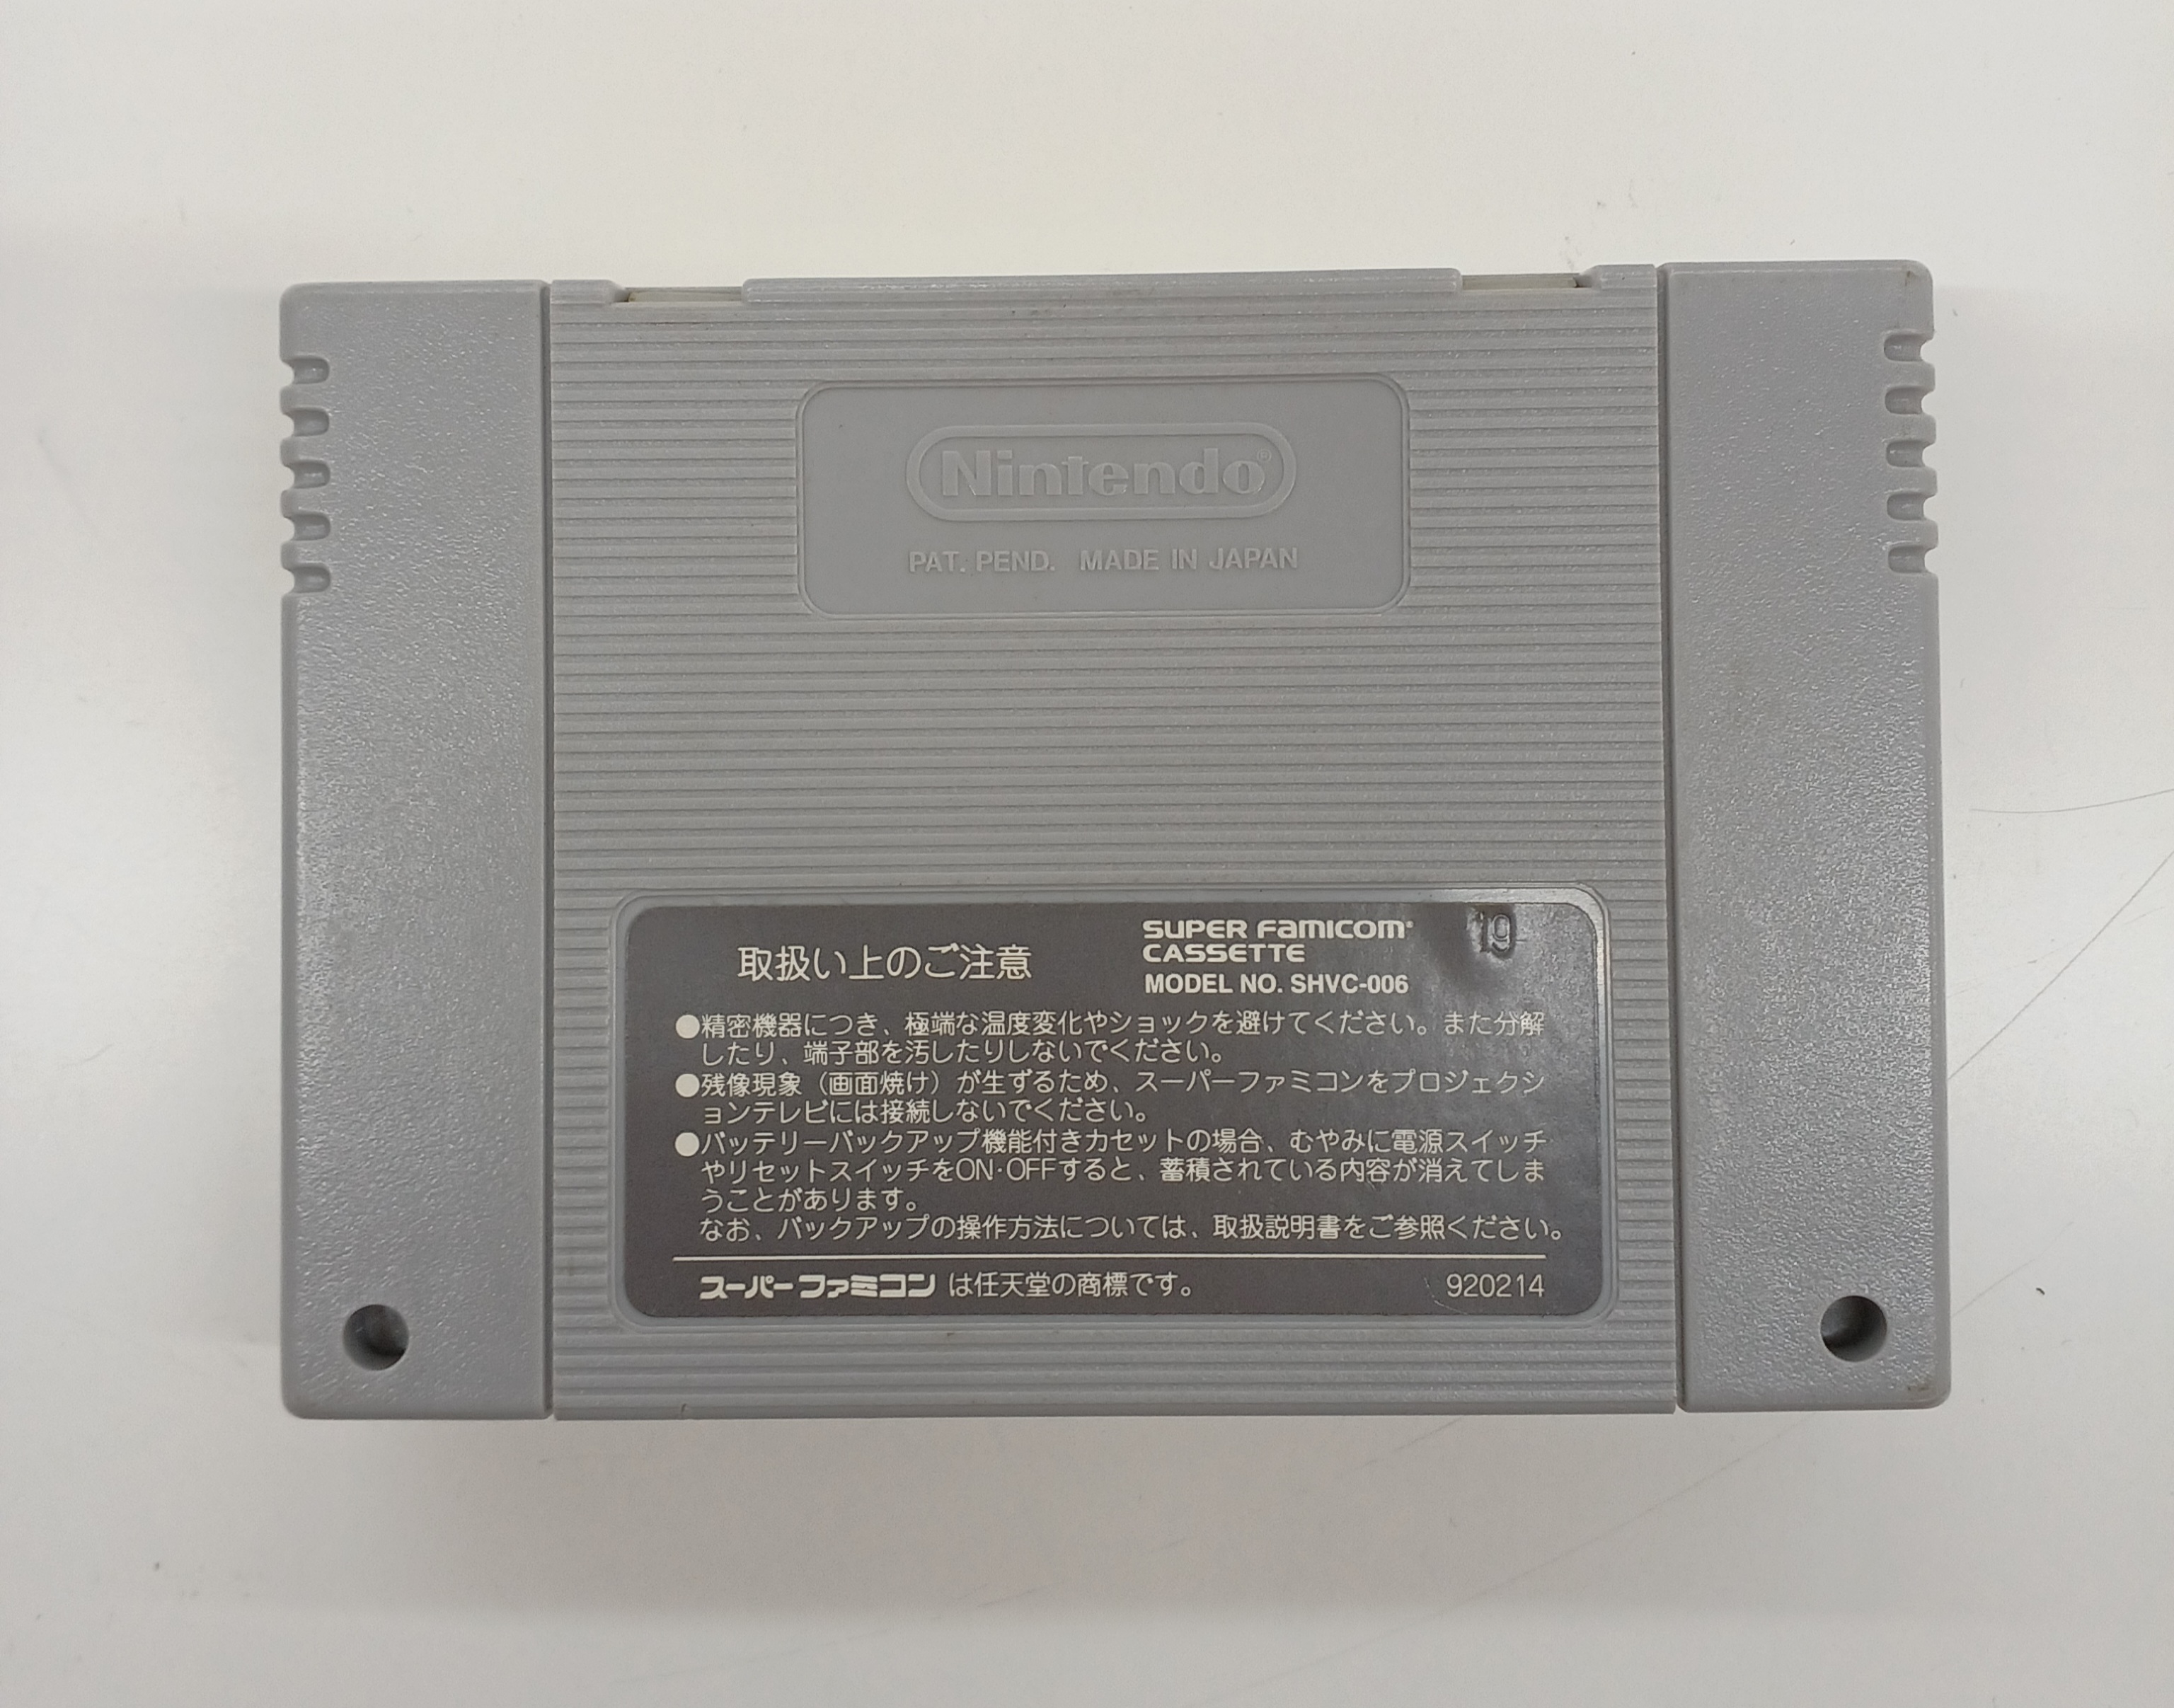 Nintendo®
PAT. PEND. MADE IN JAPAN
取扱い上のご注意
SUPER FAMICOM
CASSETTE
MODEL NO. SHVC-006
19
●精密機器につき、極端な温度変化やショックを避けてください。また分解
したり、端子部を汚したりしないでください。
●残像現象（画面焼け）が生ずるため、スーパーファミコンをプロジェクシ
ョンテレビには接続しないでください。
●バッテリーバックアップ機能付きカセットの場合、むやみに電源スイッチ
やリセットスイッチをON·OFFすると、蓄積されている内容が消えてしま
うことがあります。
なお、バックアップの操作方法については、取扱説明書をご参照ください。
スーパーファミコン は任天堂の商標です。 920214